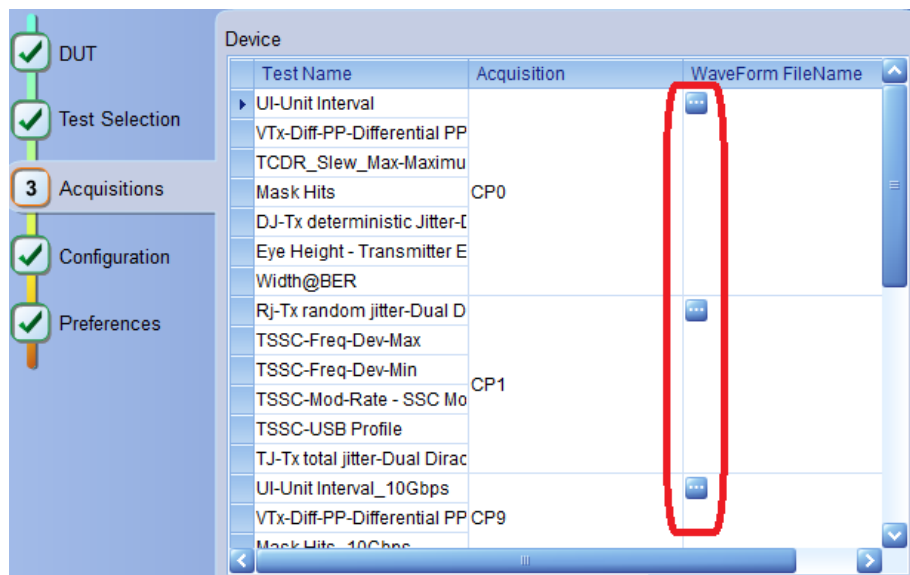 DUT
Test Selection
3 Acquisitions
Configuration
Preferences
Device
Test Name Acquisition WaveForm FileName
UI-Unit Interval
VTx-Diff-PP-Differential PP
TCDR_Slew_Max-Maximu
Mask Hits CP0
DJ-Tx deterministic Jitter-
Eye Height - Transmitter E
Width@BER
Rj-Tx random jitter-Dual D
TSSC-Freq-Dev-Max
TSSC-Freq-Dev-Min
CP1
TSSC-Mod-Rate - SSC Mo
TSSC-USB Profile
TJ-Tx total jitter-Dual Dirac
UI-Unit Interval_10Gbps
VTx-Diff-PP-Differential PP CP9
Mask Hits_10Gbps